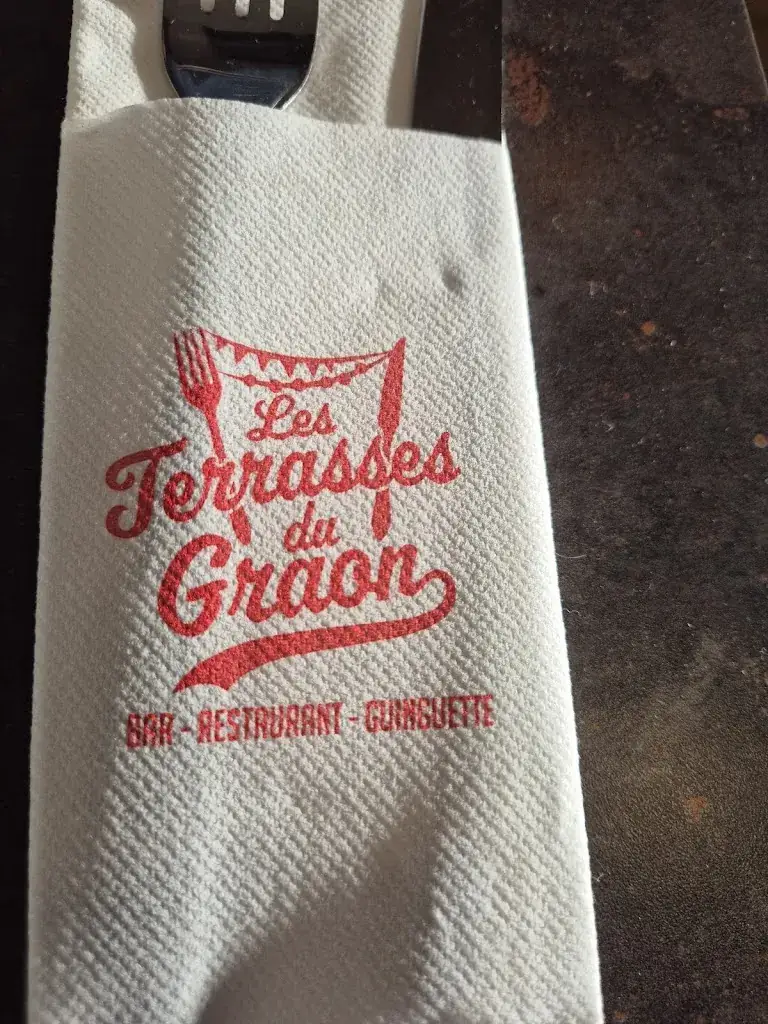 Les
Terrasses
du
Graon
BAR - RESTAURANT - GUINGUETTE